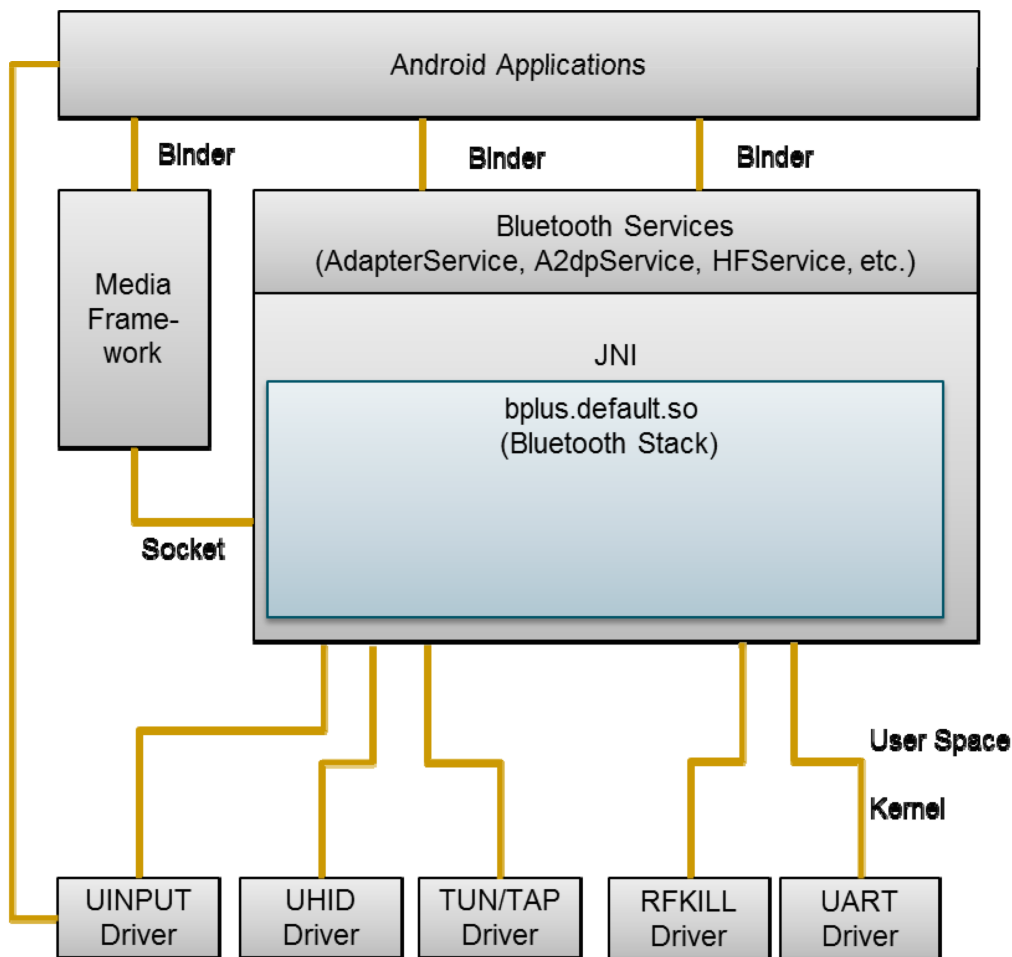 Android Applications
Binder
Binder
Binder
Bluetooth Services
(AdapterService, A2dpService, HFService, etc.)
Media
Frame-
work
JNI
bplus.default.so
(Bluetooth Stack)
Socket
User Space
Kernel
UINPUT
Driver
UHID
Driver
TUN/TAP
Driver
RFKILL
Driver
UART
Driver